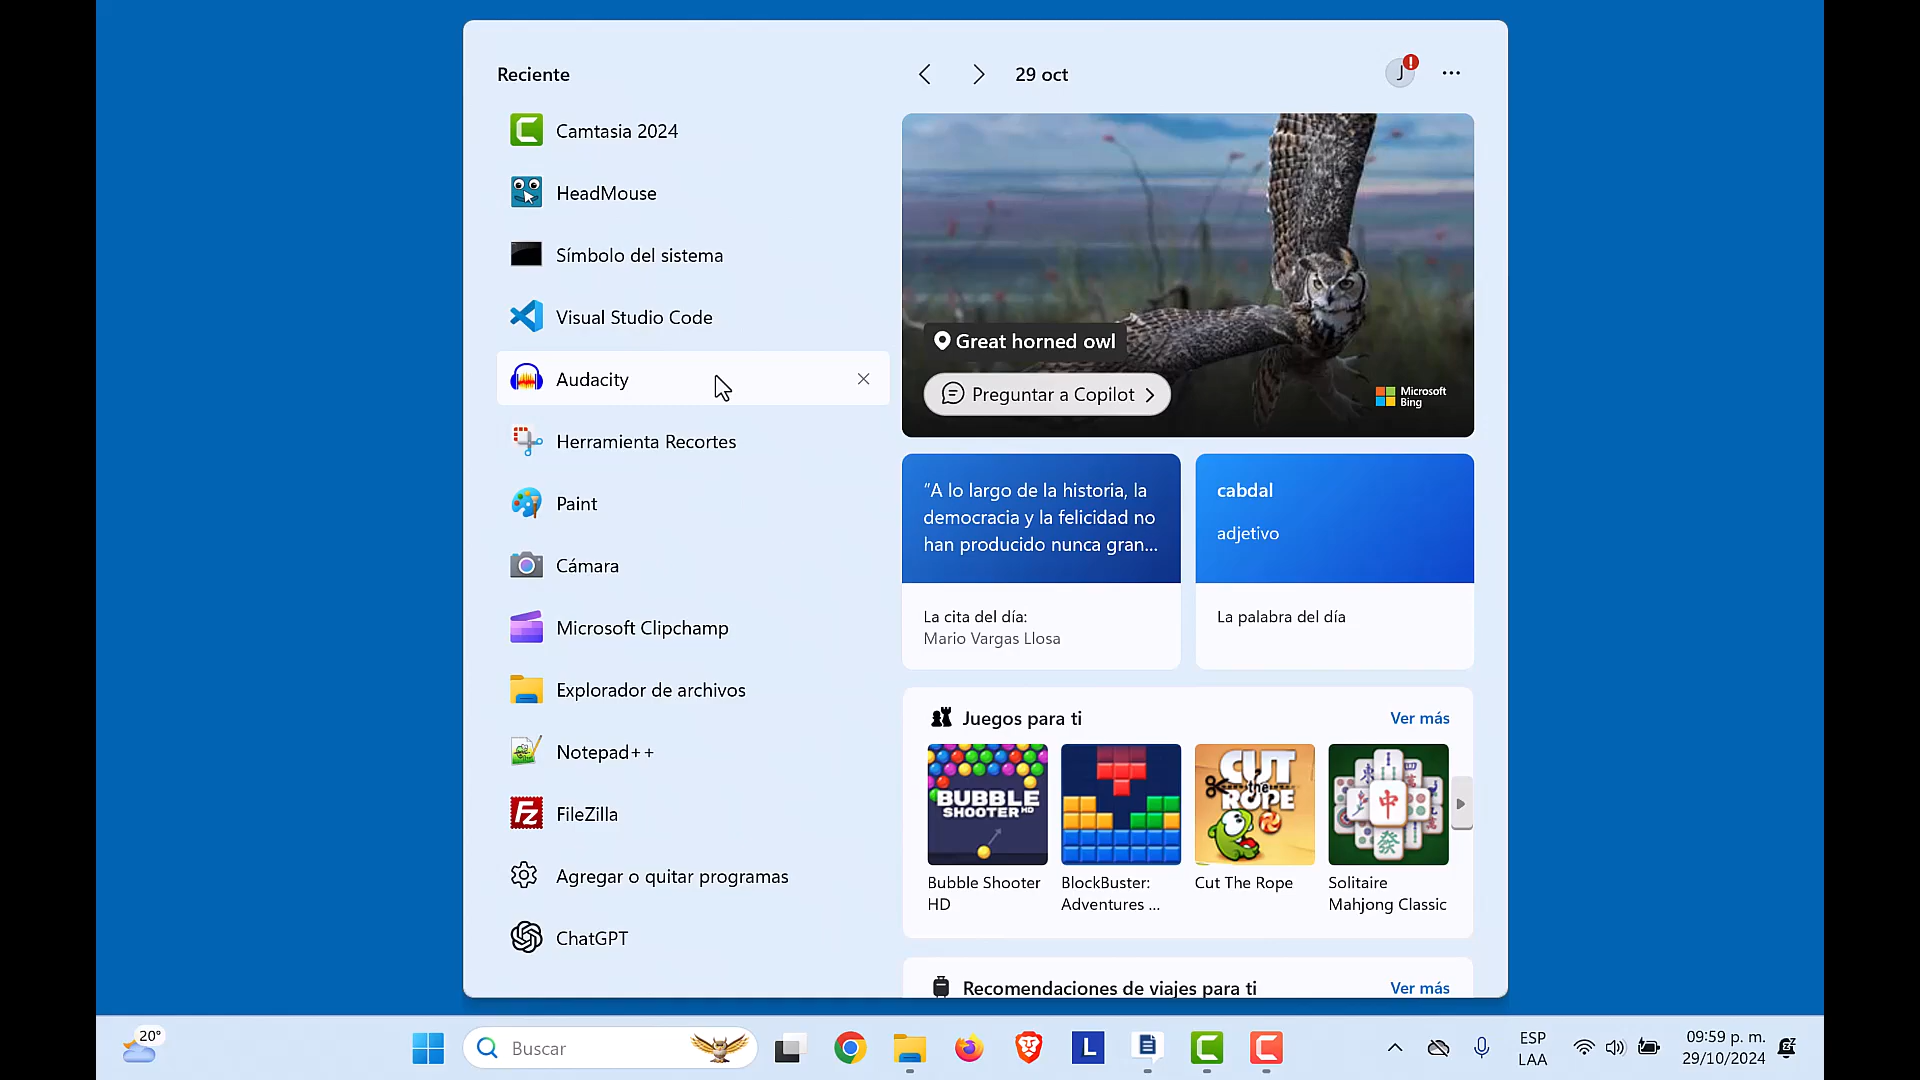 Reciente
Camtasia 2024
HeadMouse
Símbolo del sistema
Visual Studio Code
Audacity
Herramienta Recortes
Paint
Cámara
Microsoft Clipchamp
Explorador de archivos
Notepad++
FileZilla
Agregar o quitar programas
ChatGPT
29 oct
J
Great horned owl
Preguntar a Copilot
Microsoft
Bing
"A lo largo de la historia, la
democracia y la felicidad no
han producido nunca gran...
La cita del día:
Mario Vargas Llosa
cabdal
adjetivo
La palabra del día
Juegos para ti
Ver más
BUBBLE
SHOOTER HD
CUT
the
ROPE
中
發
Bubble Shooter
HD
BlockBuster:
Adventures ...
Cut The Rope
Solitaire
Mahjong Classic
Recomendaciones de viajes para ti
Ver más
20°
Buscar
L
ESP
LAA
09:59 p. m.
29/10/2024